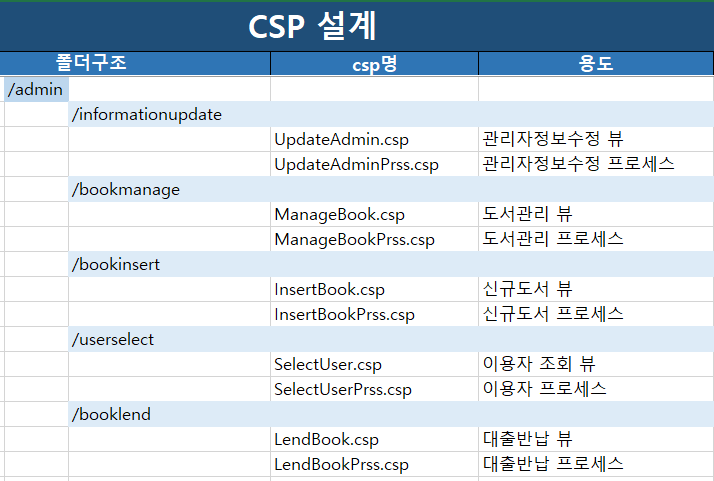 CSP 설계
폴더구조 csp명 용도
/admin
/informationupdate
UpdateAdmin.csp 관리자정보수정 뷰
UpdateAdminPrss.csp 관리자정보수정 프로세스
/bookmanage
ManageBook.csp 도서관리 뷰
ManageBookPrss.csp 도서관리 프로세스
/bookinsert
InsertBook.csp 신규도서 뷰
InsertBookPrss.csp 신규도서 프로세스
/userselect
SelectUser.csp 이용자 조회 뷰
SelectUserPrss.csp 이용자 프로세스
/booklend
LendBook.csp 대출반납 뷰
LendBookPrss.csp 대출반납 프로세스